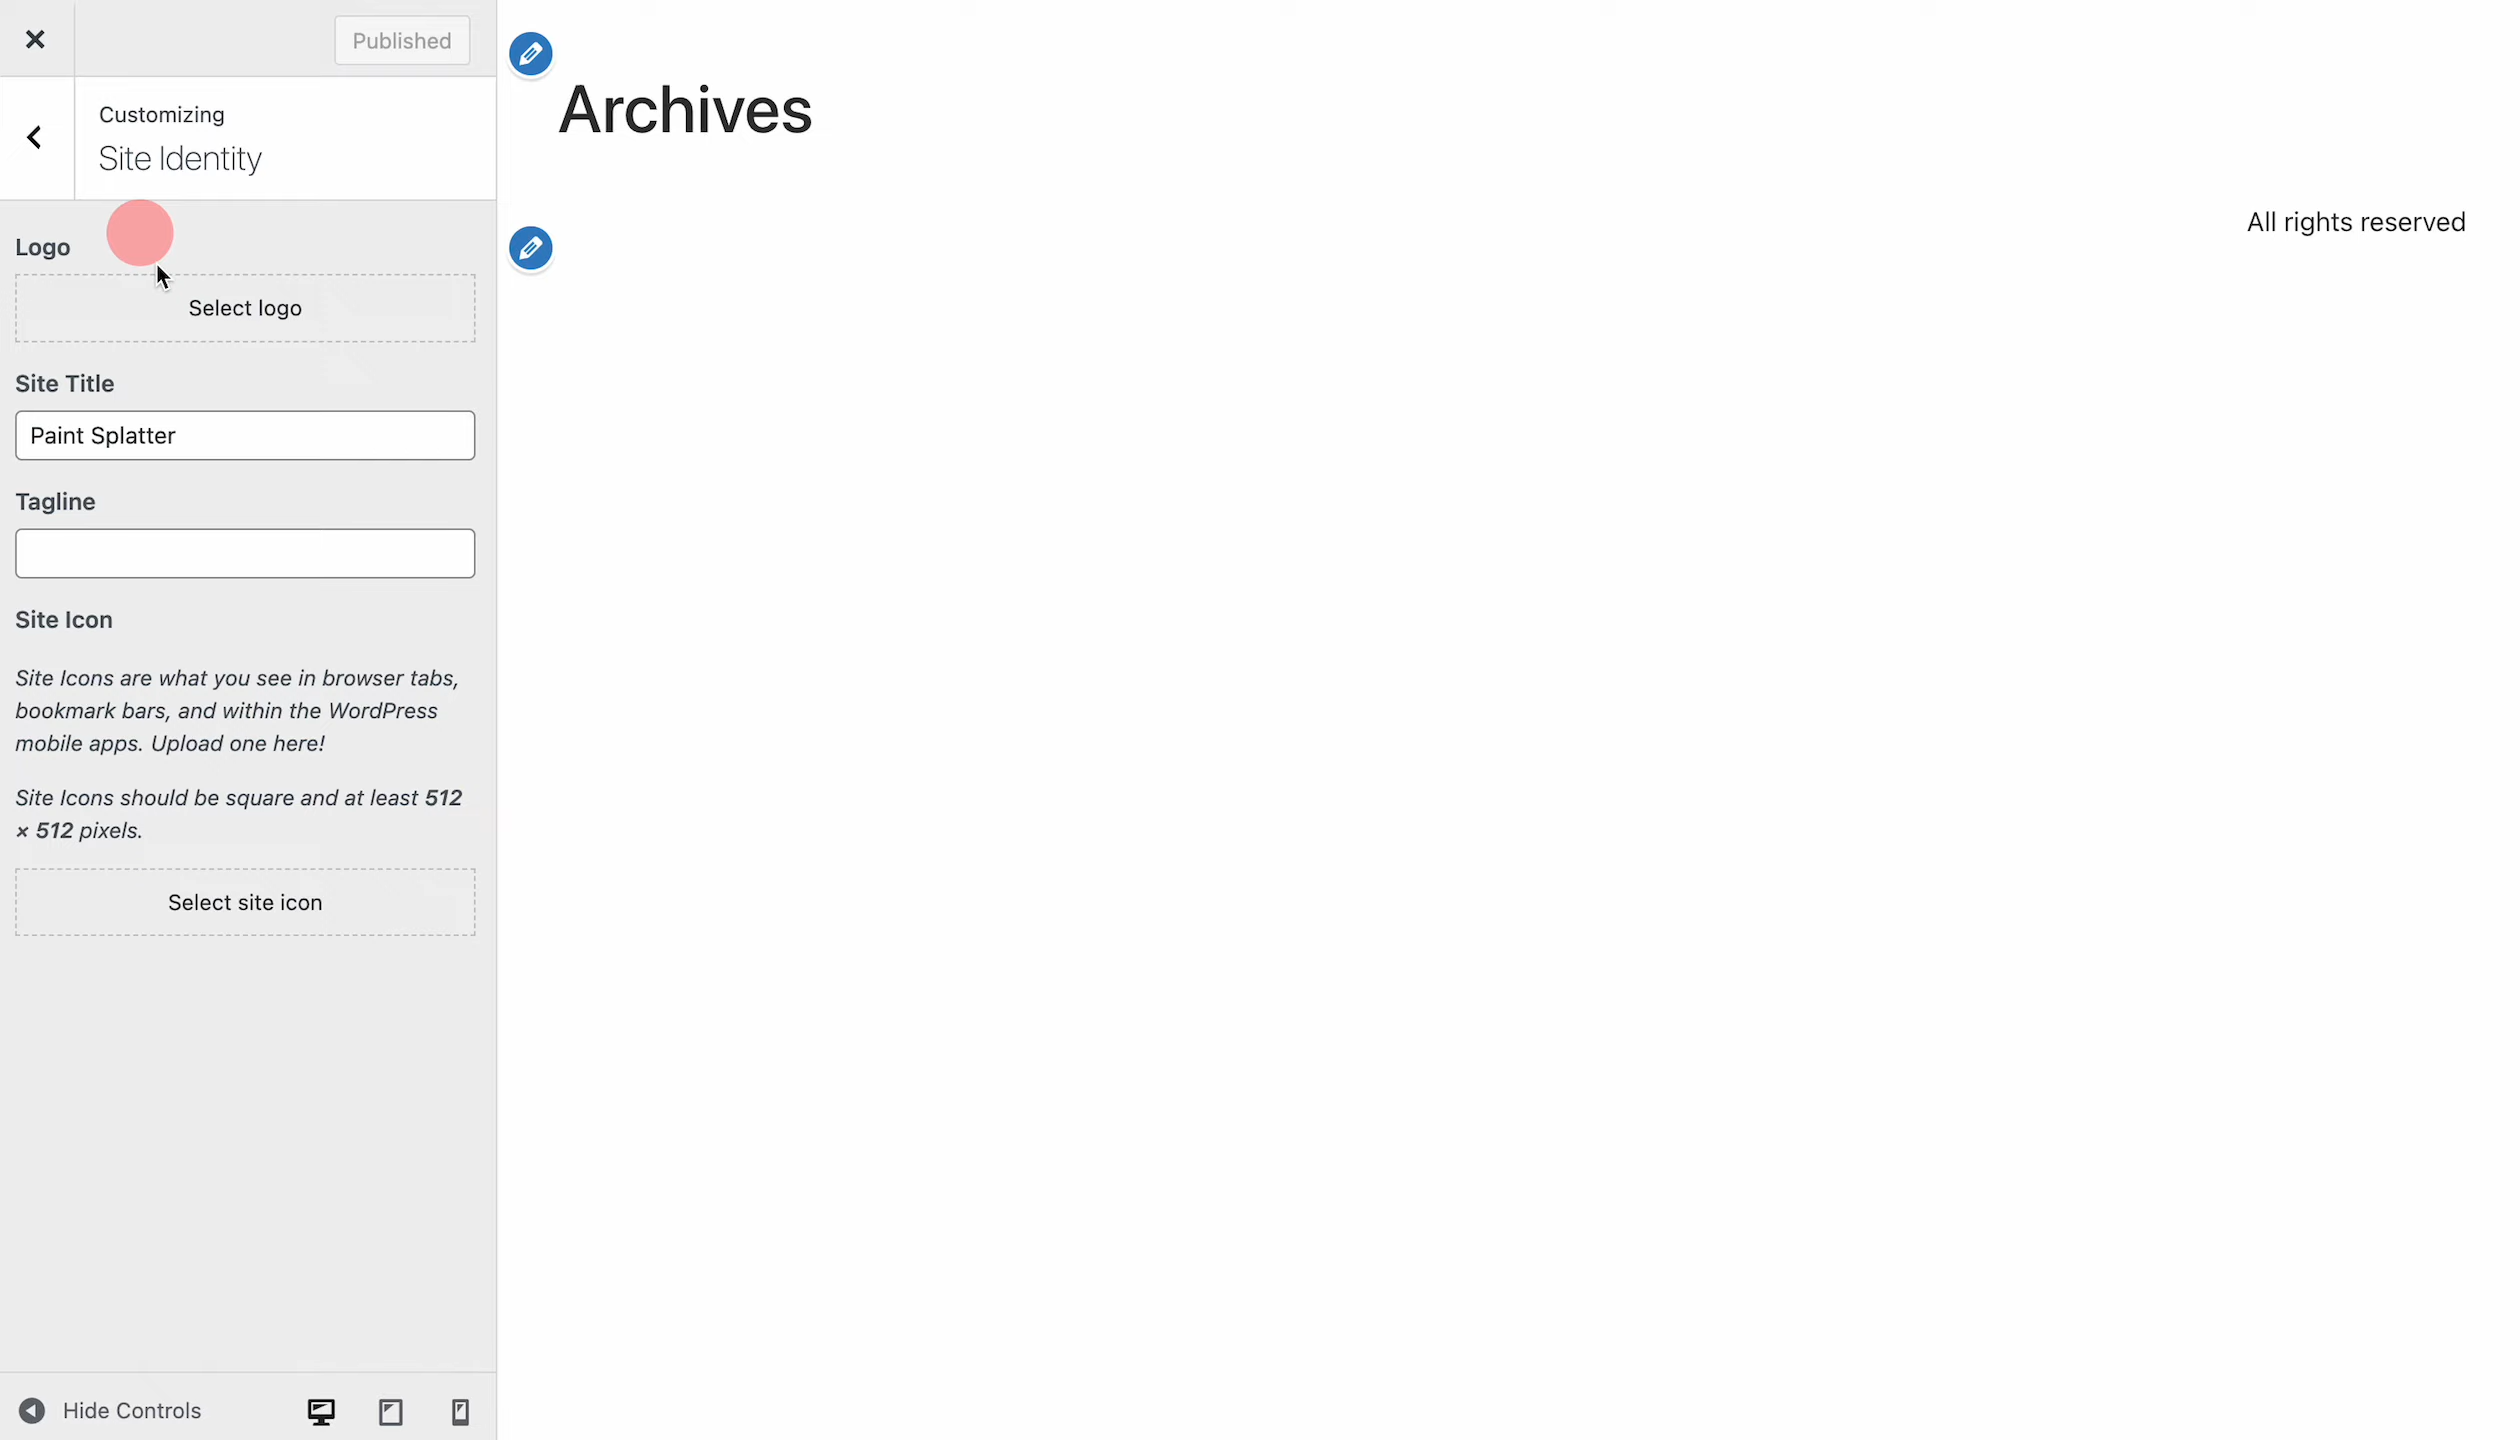 Published
Customizing
Site Identity
Logo
Select logo
Site Title
Paint Splatter
Tagline
Site Icon
Site Icons are what you see in browser tabs,
bookmark bars, and within the WordPress
mobile apps. Upload one here!
Site Icons should be square and at least 512
× 512 pixels.
Select site icon
Hide Controls
Archives
All rights reserved